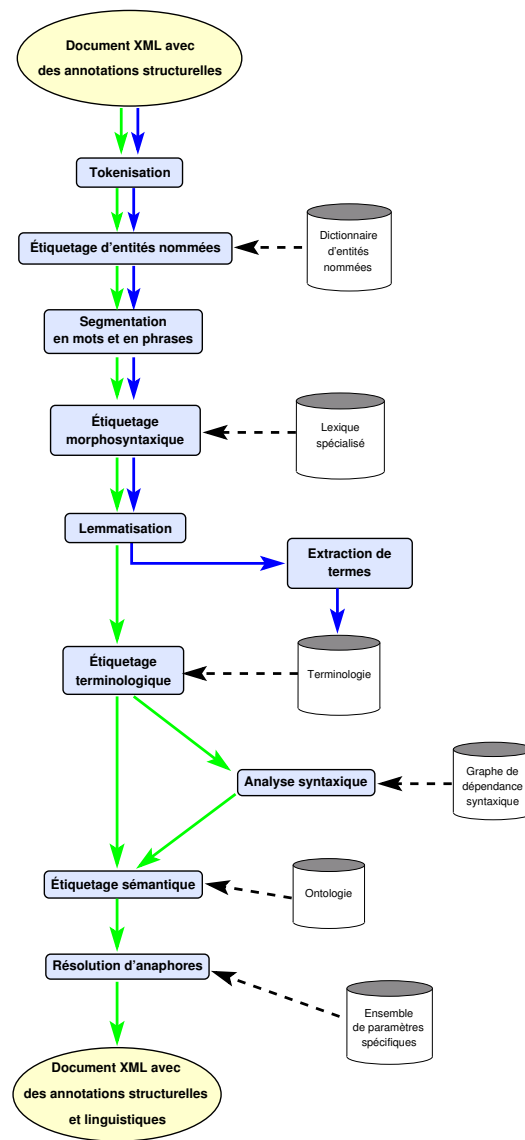 Document XML avec
des annotations structurelles
Tokenisation
Étiquetage d'entités nommées
Dictionnaire
d'entités
nommées
Segmentation
en mots et en phrases
Étiquetage
morphosyntaxique
Lexique
spécialisé
Lemmatisation
Extraction de
termes
Étiquetage
terminologique
Terminologie
Analyse syntaxique
Graphe de
dépendance
syntaxique
Étiquetage sémantique
Ontologie
Résolution d'anaphores
Ensemble
de paramètres
spécifiques
Document XML avec
des annotations structurelles
et linguistiques